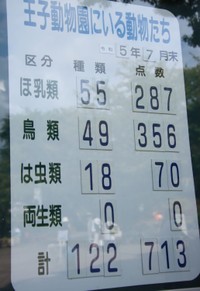 王子動物園にいる動物たち
令和 5年 7月末
区分 種類 点数
ほ乳類 55 287
鳥類 49 356
は虫類 18 70
両生類 0 0
計 122 713